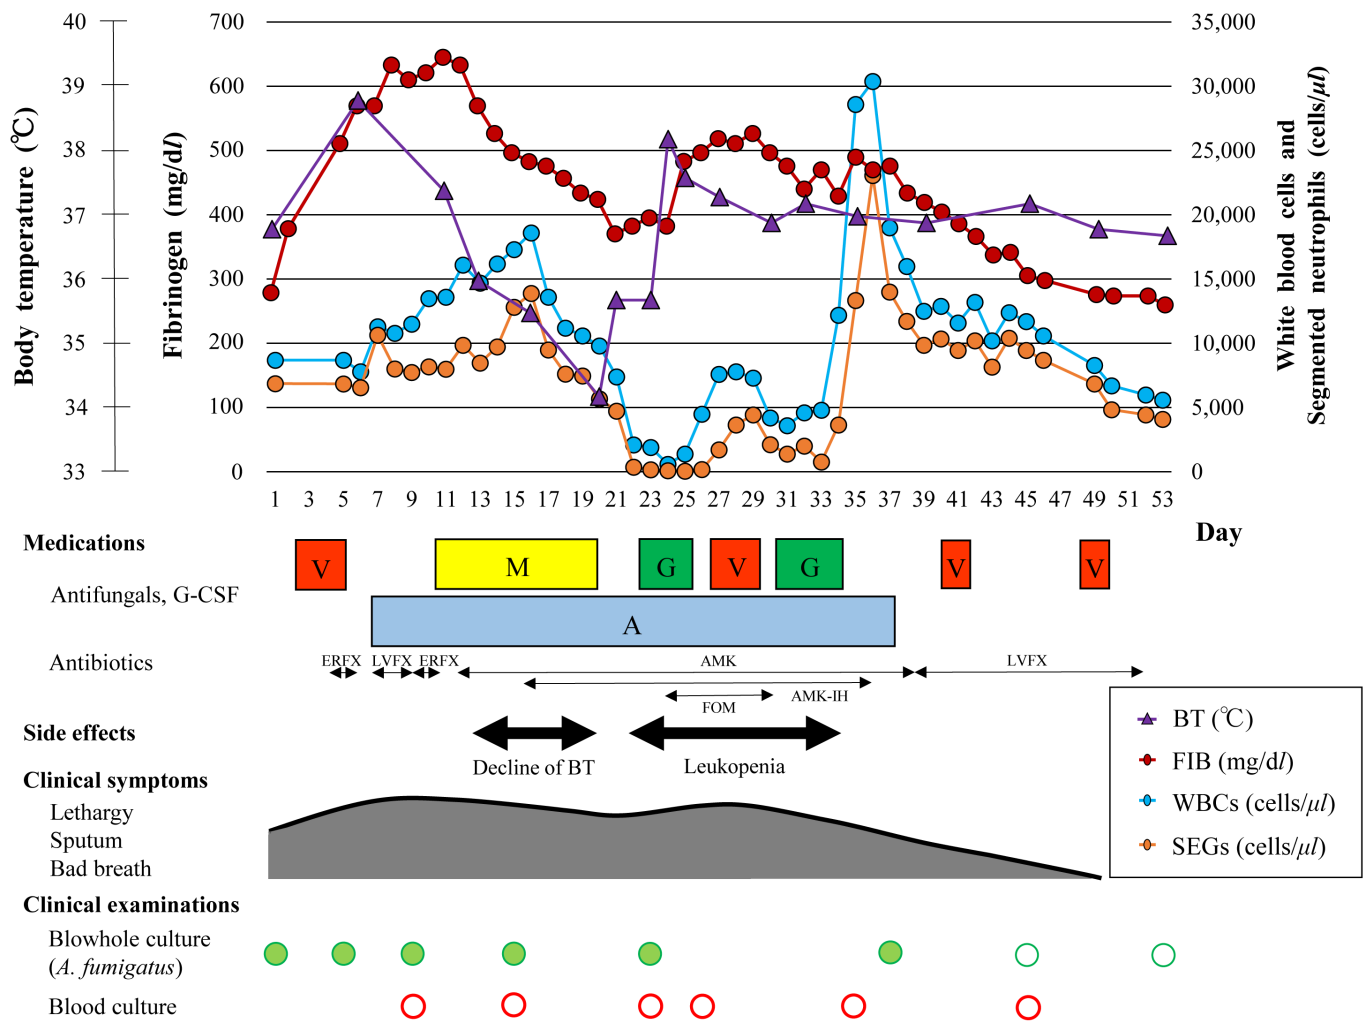 Body temperature (℃)
40
39
38
37
36
35
34
33
Fibrinogen (mg/dl)
700
600
500
400
300
200
100
0
35,000
30,000
25,000
20,000
15,000
10,000
5,000
0
White blood cells and
Segmented neutrophils (cells/μl)
1 3 5 7 9 11 13 15 17 19 21 23 25 27 29 31 33 35 37 39 41 43 45 47 49 51 53
Day
Medications
Antifungals, G-CSF
V M G V G V V
A
Antibiotics
ERFX LVFX ERFX AMK LVFX
AMK-IH
FOM
Side effects
Decline of BT Leukopenia
Clinical symptoms
Lethargy
Sputum
Bad breath
Clinical examinations
Blowhole culture
(A. fumigatus)
Blood culture
BT (℃)
FIB (mg/dl)
WBCs (cells/μl)
SEGs (cells/μl)